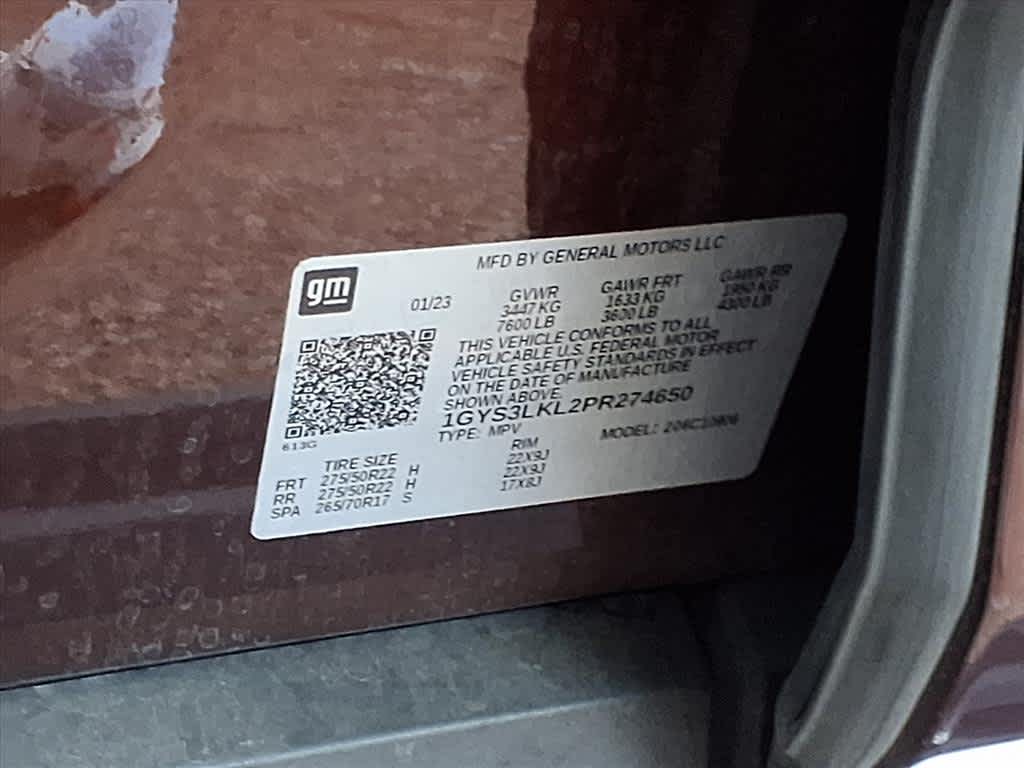 gm
MFD BY GENERAL MOTORS LLC
01/23
GVWR GAWR FRT GAWR RR
3447 KG 1633 KG 1950 KG
7600 LB 3600 LB 4300 LB
THIS VEHICLE CONFORMS TO ALL
APPLICABLE U.S. FEDERAL MOTOR
VEHICLE SAFETY STANDARDS IN EFFECT
ON THE DATE OF MANUFACTURE
SHOWN ABOVE.
1GYS3LKL2PR274650
613G
TYPE: MPV MODEL:
TIRE SIZE RIM
FRT 275/50R22 H 22X9J
RR 275/50R22 H 22X9J
SPA 265/70R17 S 17X8J